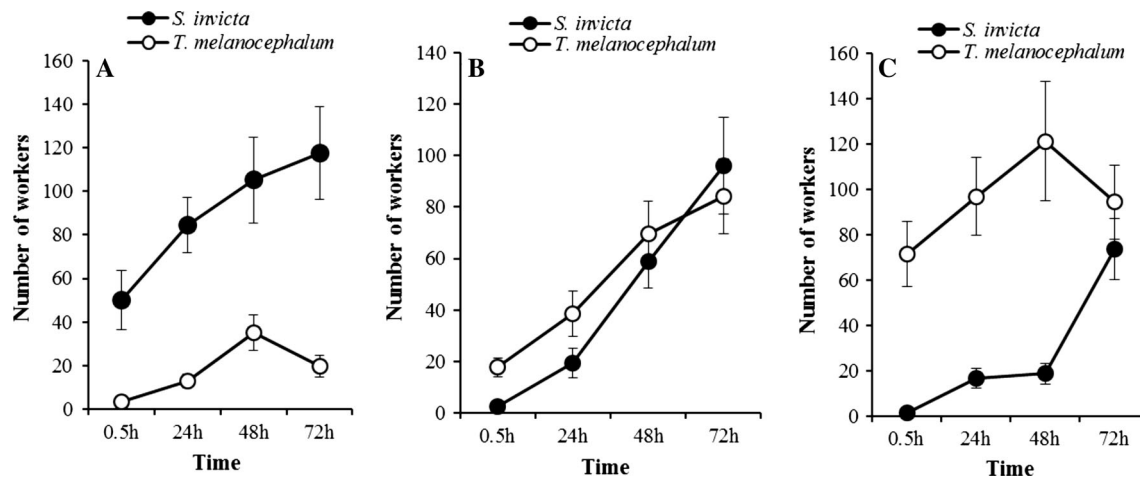 S. invicta
T. melanocephalum
A
160
140
120
100
80
60
40
20
0
Number of workers
0.5h 24h 48h 72h
Time
S. invicta
T. melanocephalum
B
140
120
100
80
60
40
20
0
Number of workers
0.5h 24h 48h 72h
Time
S. invicta
T. melanocephalum
C
160
140
120
100
80
60
40
20
0
Number of workers
0.5h 24h 48h 72h
Time